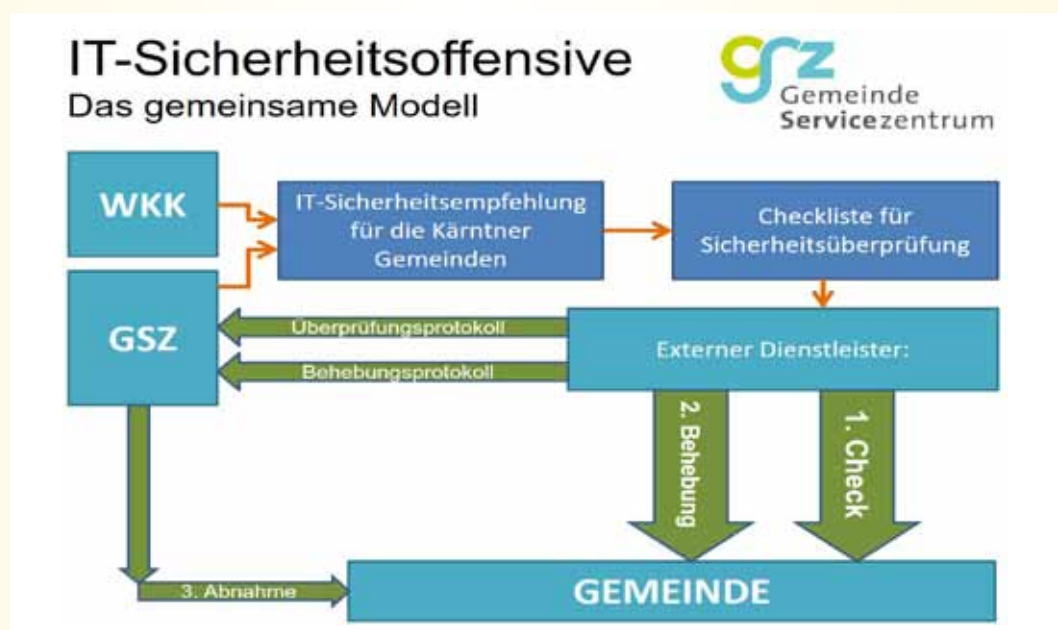 IT-Sicherheitsoffensive
Das gemeinsame Modell
gsz
Gemeinde
Servicezentrum
WKK
IT-Sicherheitsempfehlung
für die Kärntner
Gemeinden
Checkliste für
Sicherheitsüberprüfung
GSZ
Überprüfungsprotokoll
Behebungsprotokoll
Externer Dienstleister:
2. Behebung
1. Check
3. Abnahme
GEMEINDE